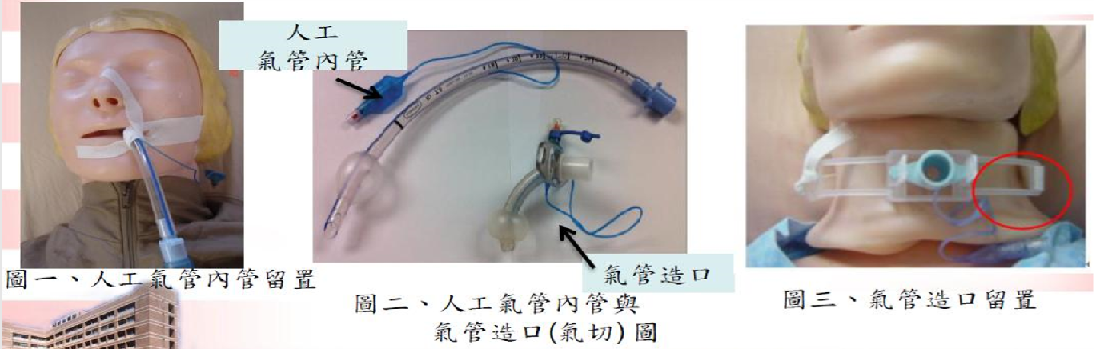 人工
氣管內管
氣管造口
圖一、人工氣管內管留置
圖二、人工氣管內管與
氣管造口(氣切)圖
圖三、氣管造口留置